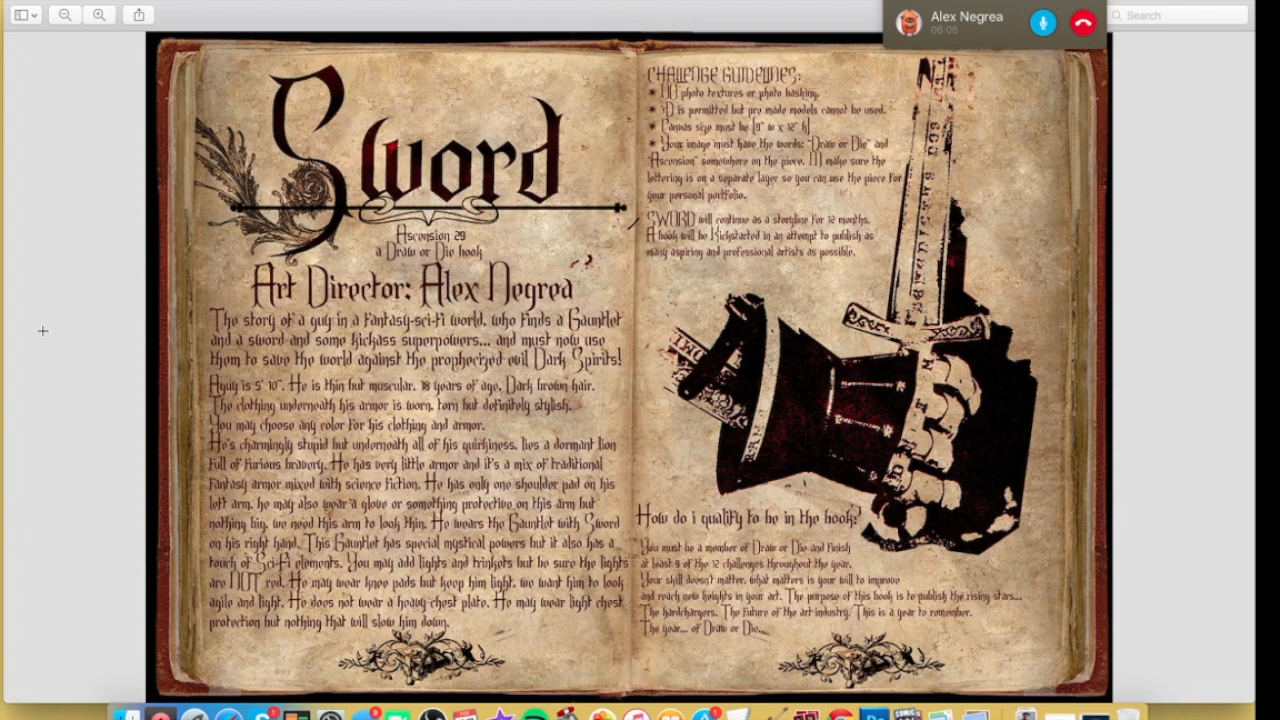 Alex Negrea
06:06
Search
Sword
Ascension 29
a Draw or Die book
Art Director: Alex Negrea
The story of a guy in a fantasy-sci-fi world, who finds a Gauntlet
and a sword and some kickass superpowers... and must now use
them to save the world against the prophecized evil Dark Spirits!
Aguy is 5' 10". He is thin but muscular. 18 years of age. Dark brown hair.
The clothing underneath his armor is worn, torn but definitely stylish.
You may choose any color for his clothing and armor.
He's charmingly stupid but underneath all of his quirkiness, lies a dormant lion
full of furious bravery. He has very little armor and it's a mix of traditional
fantasy armor mixed with science fiction. He has only one shoulder pad on his
left arm, he may also wear a glove or something protective on this arm but
nothing big, we need this arm to look thin. He wears the Gauntlet with Sword
on his right hand. This Gauntlet has special mystical powers but it also has a
touch of Sci-Fi elements. You may add lights and trinkets but be sure the lights
are NOT red. He may wear knee pads but keep him light, we want him to look
agile and light. He does not wear a heavy chest plate. He may wear light chest
protection but nothing that will slow him down.
CHALLENGE GUIDELINES:
* NO photo textures or photo bashing.
* 3D is permitted but pre made models cannot be used.
* Canvas size must be [9" w x 12" h]
* Your image must have the words: "Draw or Die" and
"Ascension" somewhere on the piece. make sure the
lettering is on a separate layer so you can use the piece for
your personal portfolio.
SWORD will continue as a storyline for 12 months.
A book will be Kickstarted in an attempt to publish as
many aspiring and professional artists as possible.
How do i qualify to be in the book?
You must be a member of Draw or Die and finish
at least 9 of the 12 challenges throughout the year.
Your skill doesn't matter, what matters is your will to improve
and reach new heights in your art. The purpose of this book is to publish the rising stars...
The hardchargers. The future of the art industry. This is a year to remember.
The year... of Draw or Die...